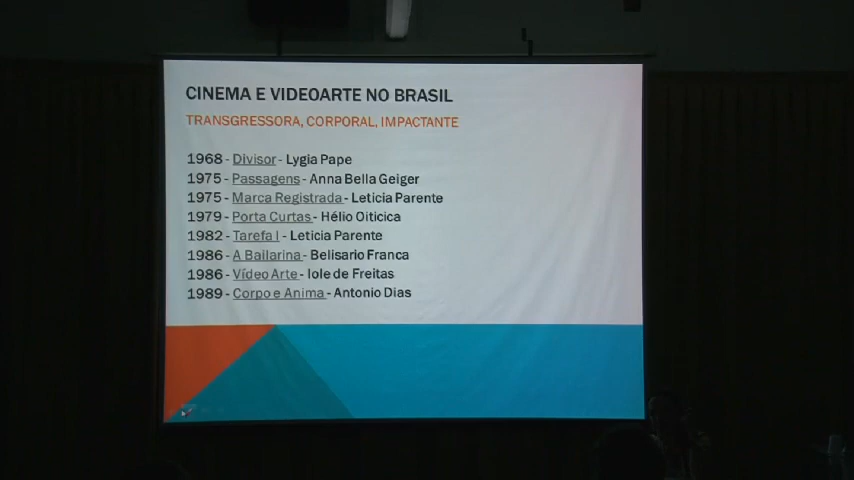 CINEMA E VIDEOARTE NO BRASIL
TRANSGRESSORA, CORPORAL, IMPACTANTE
1968 - Divisor - Lygia Pape
1975 - Passagens - Anna Bella Geiger
1975 - Marca Registrada - Leticia Parente
1979 - Porta Curtas - Hélio Oiticica
1982 - Tarefa I - Leticia Parente
1986 - A Bailarina - Belisario Franca
1986 - Vídeo Arte - Iole de Freitas
1989 - Corpo e Anima - Antonio Dias